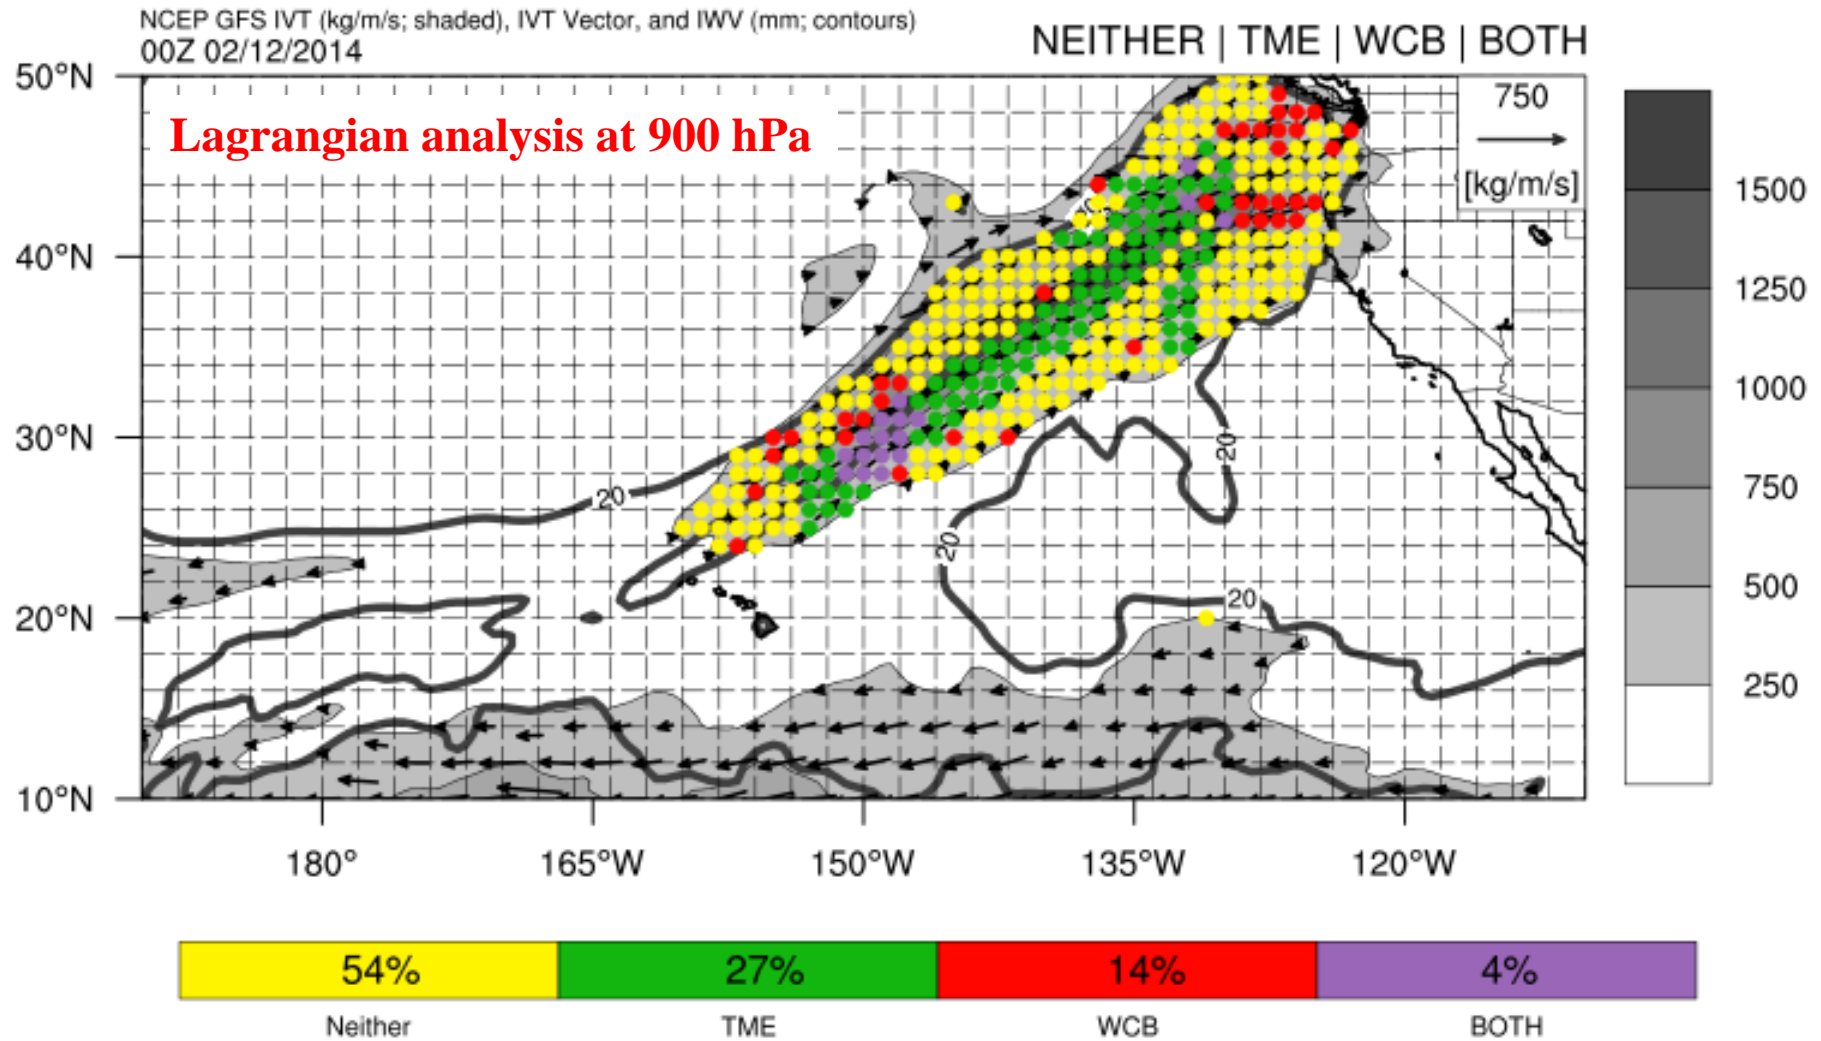 NCEP GFS IVT (kg/m/s; shaded), IVT Vector, and IWV (mm; contours)
00Z 02/12/2014
NEITHER | TME | WCB | BOTH
Lagrangian analysis at 900 hPa
750
[kg/m/s]
50°N
40°N
30°N
20°N
10°N
20
20
20
20
180°
165°W
150°W
135°W
120°W
1500
1250
1000
750
500
250
54%
27%
14%
4%
Neither
TME
WCB
BOTH